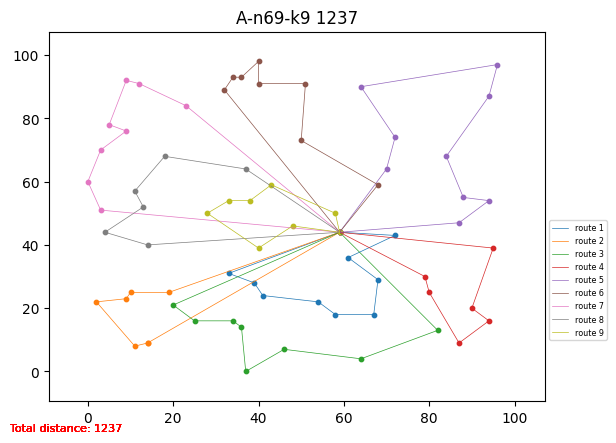 A-n69-k9 1237
100
80
60
40
20
0
0 20 40 60 80 100
route 1
route 2
route 3
route 4
route 5
route 6
route 7
route 8
route 9
Total distance: 1237